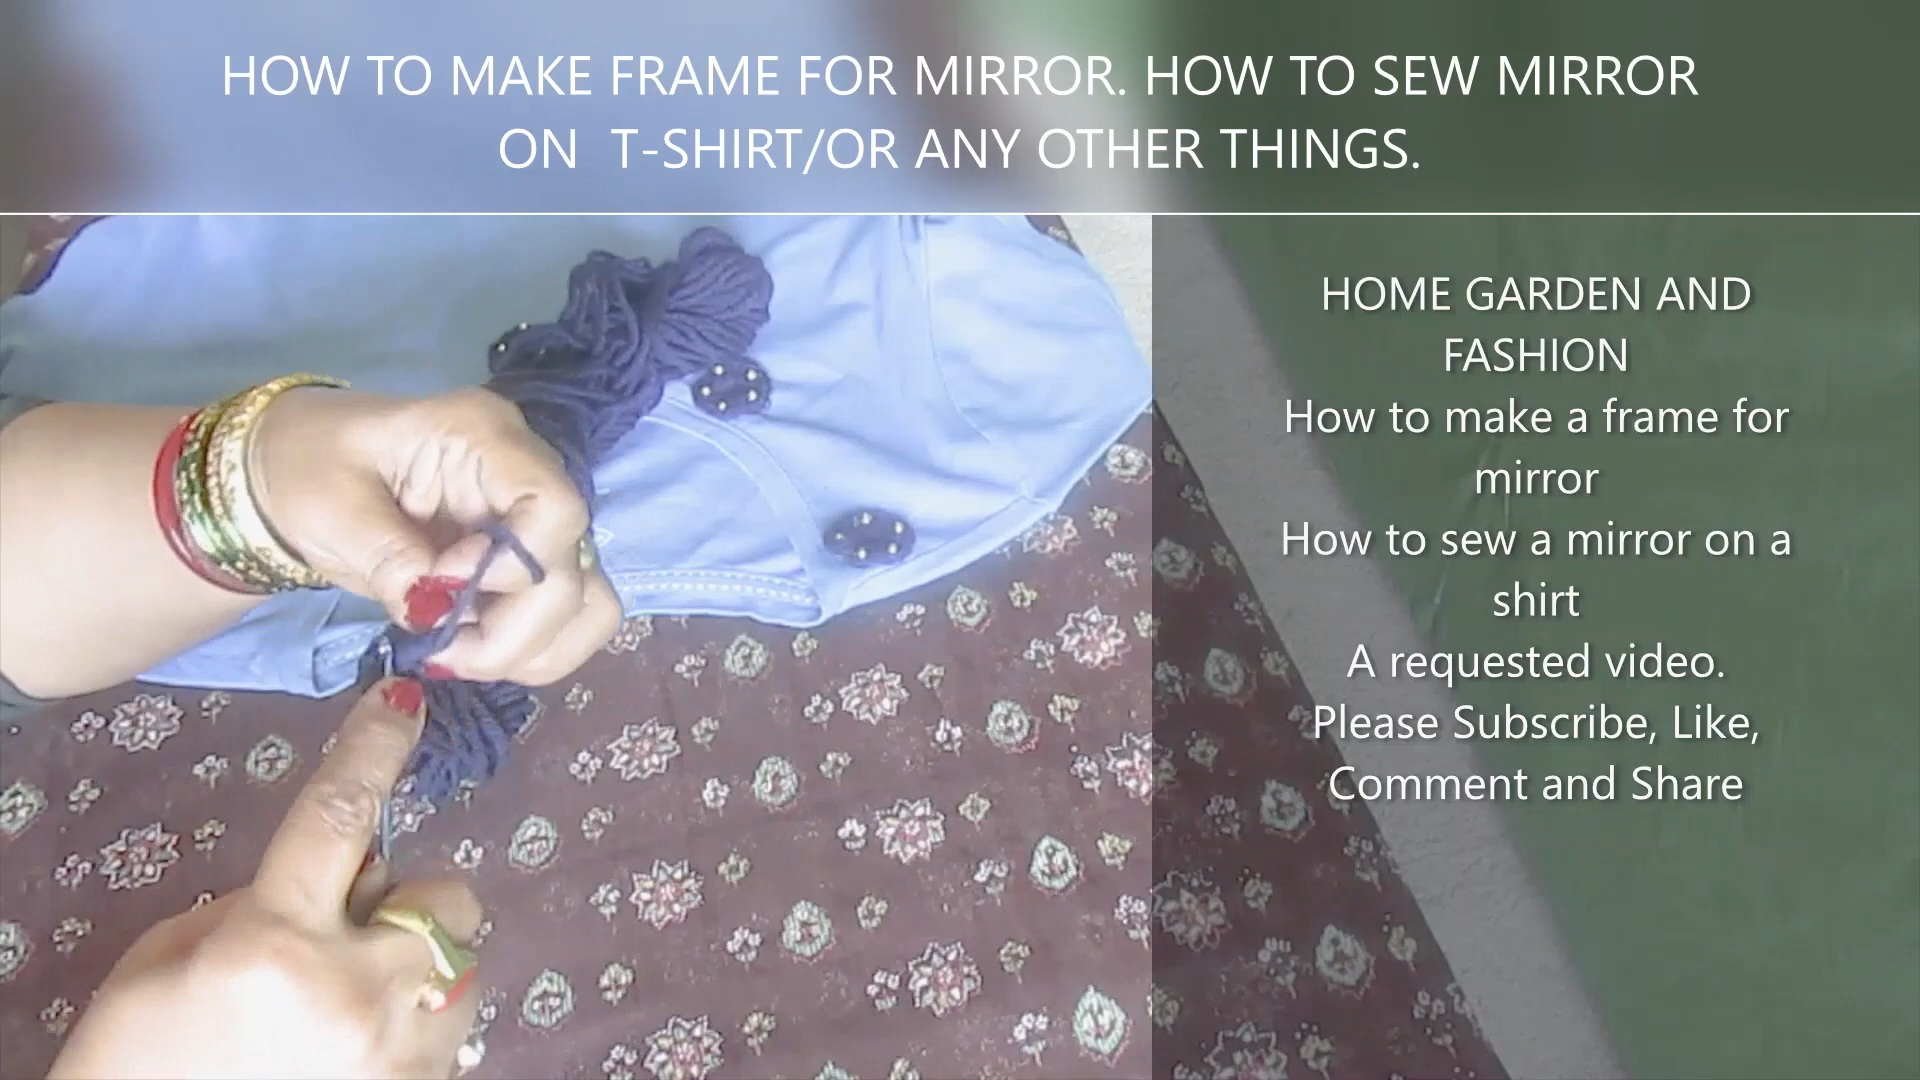 HOW TO MAKE FRAME FOR MIRROR. HOW TO SEW MIRROR
ON  T-SHIRT/OR ANY OTHER THINGS.
HOME GARDEN AND
FASHION
How to make a frame for
mirror
How to sew a mirror on a
shirt
A requested video.
Please Subscribe, Like,
Comment and Share